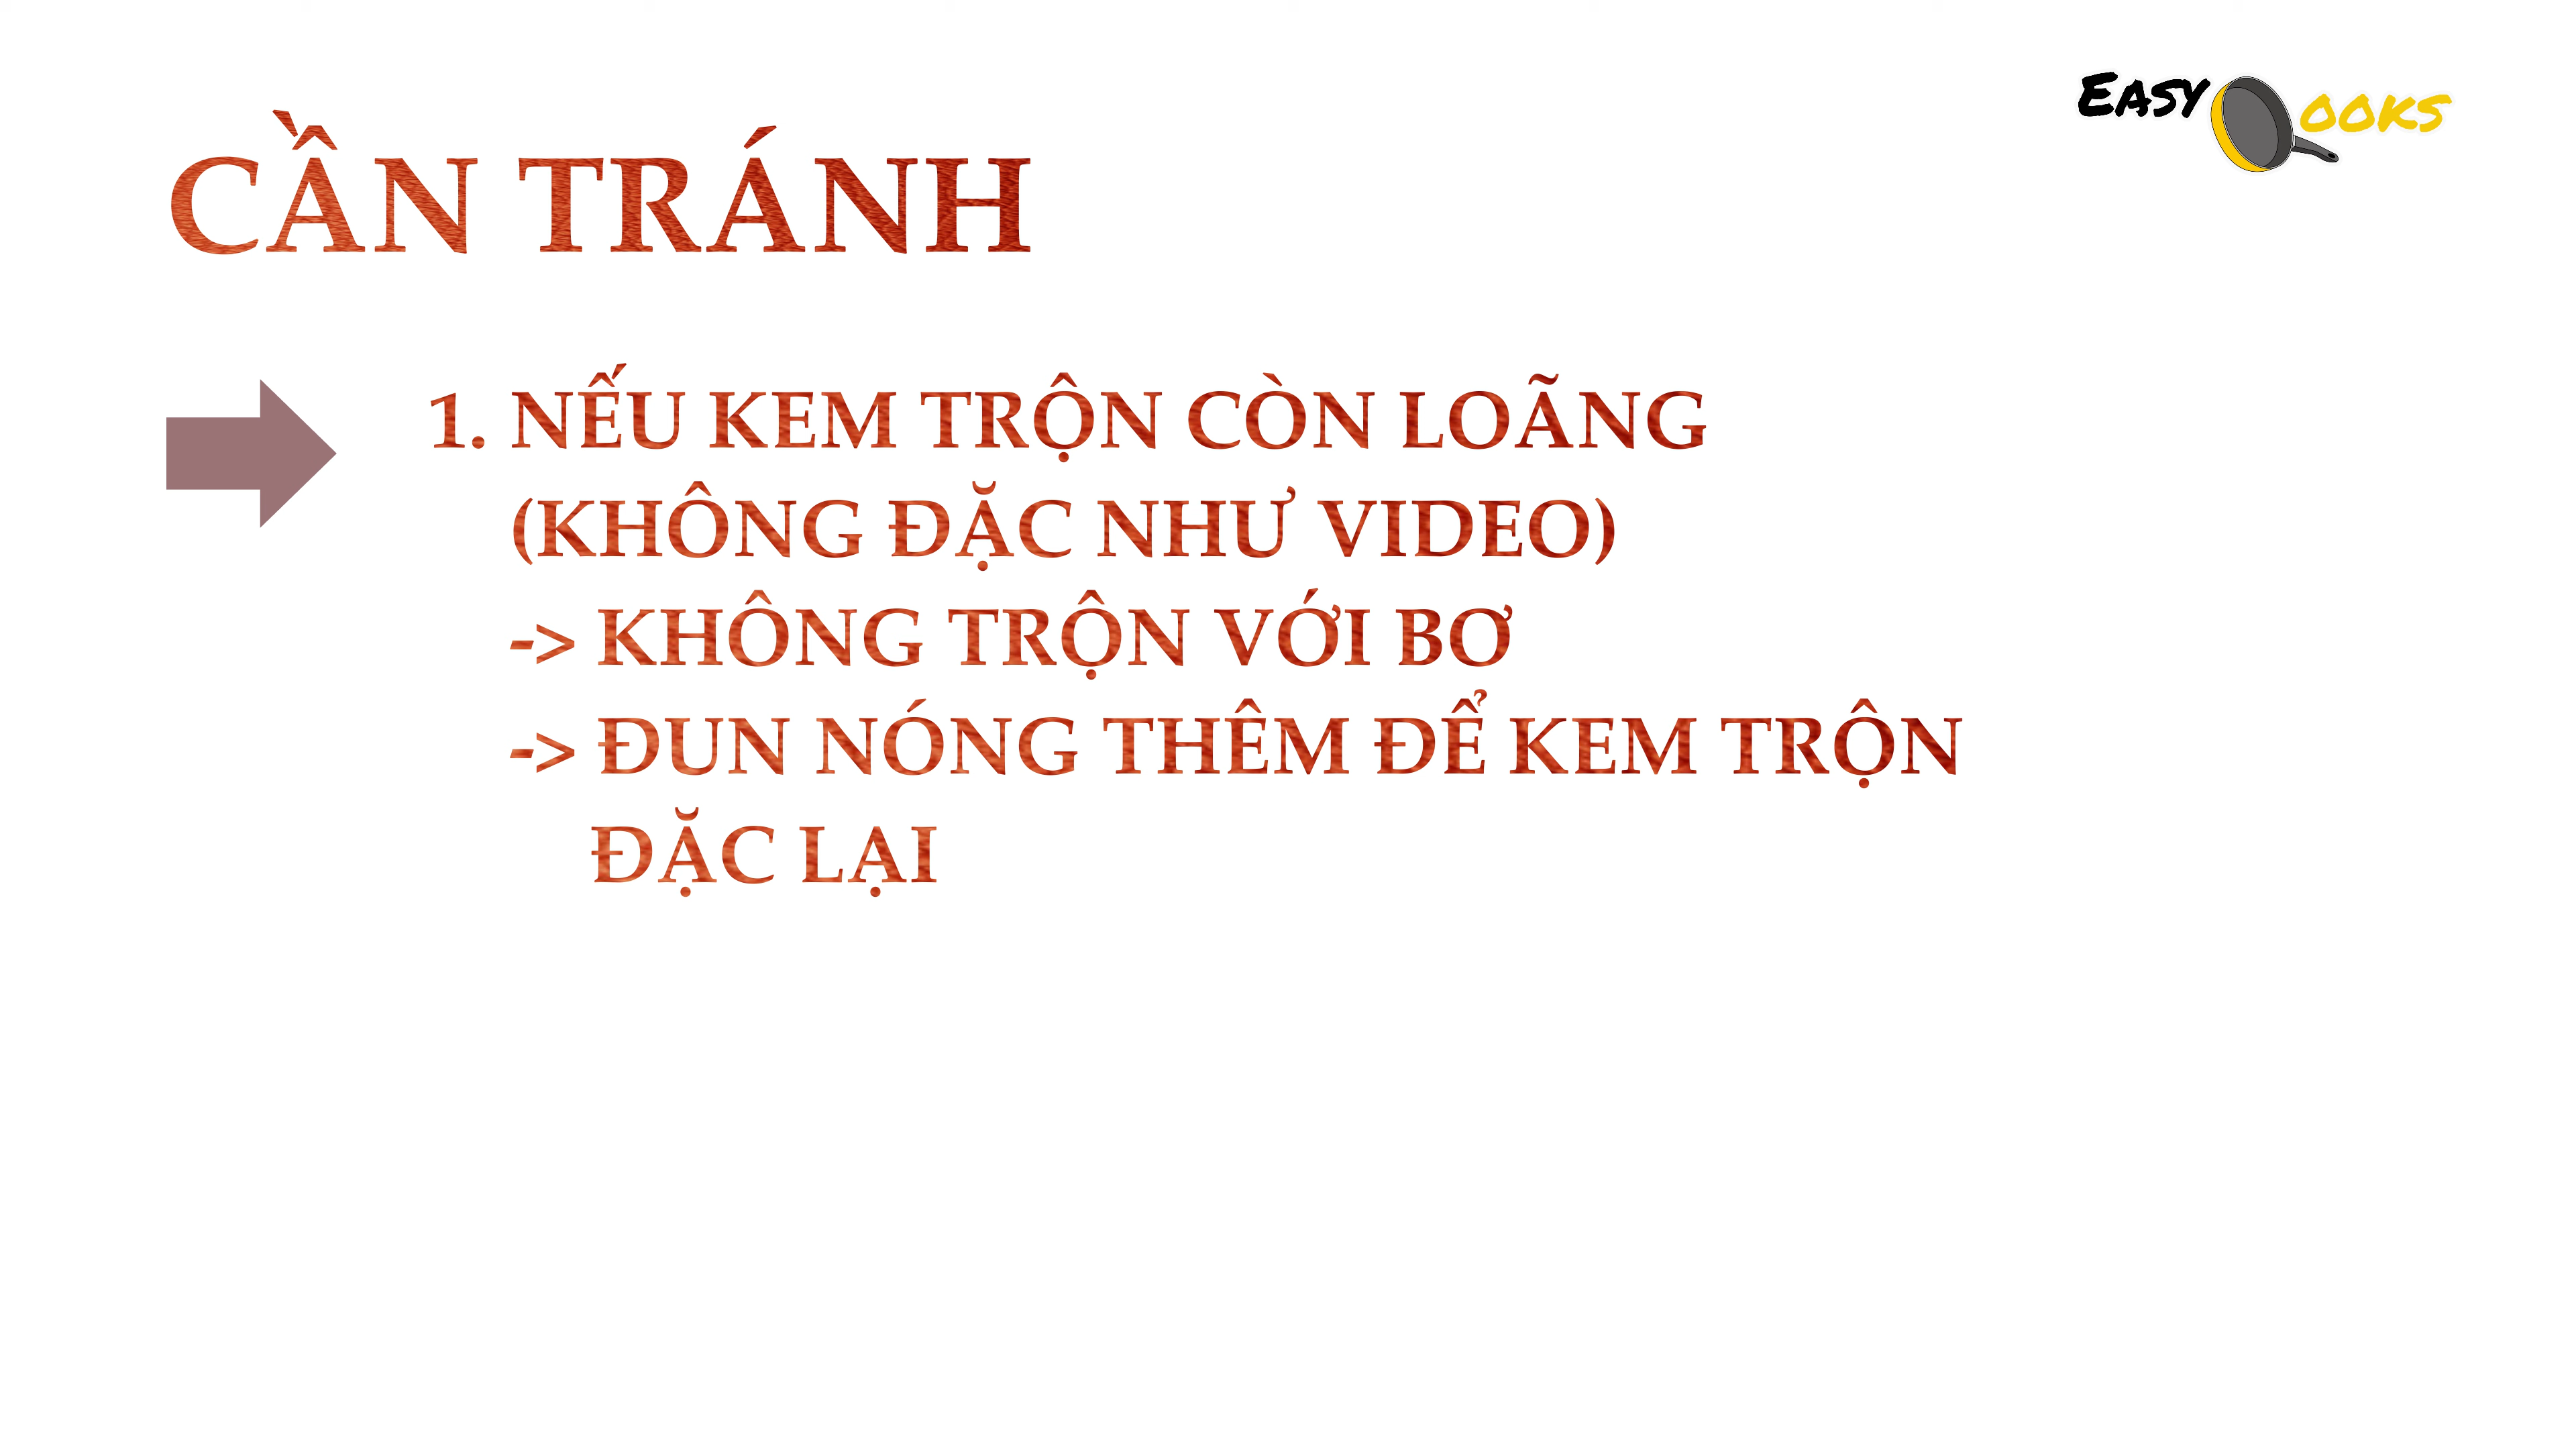 EASY OOKS
CẦN TRÁNH
1. NẾU KEM TRỘN CÒN LOÃNG
(KHÔNG ĐẶC NHƯ VIDEO)
-> KHÔNG TRỘN VỚI BƠ
-> ĐUN NÓNG THÊM ĐỂ KEM TRỘN
ĐẶC LẠI